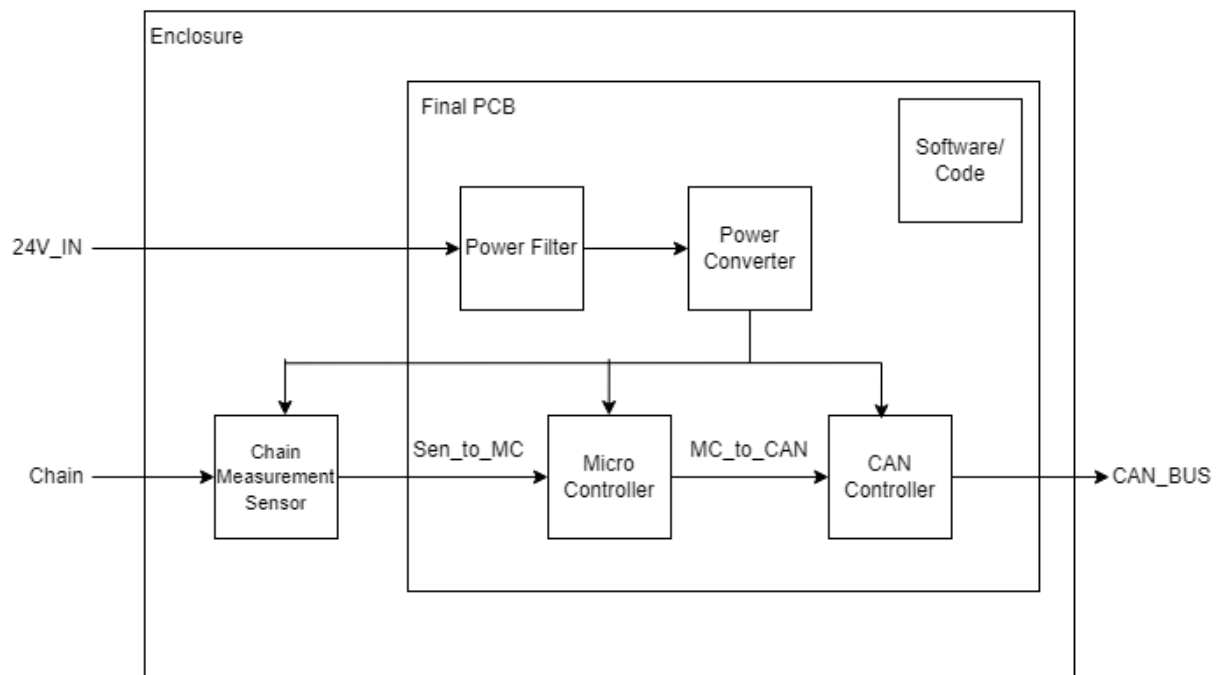 Enclosure
Final PCB
Software/
Code
24V_IN
Power Filter
Power
Converter
Chain
Chain
Measurement
Sensor
Sen_to_MC
Micro
Controller
MC_to_CAN
CAN
Controller
CAN_BUS